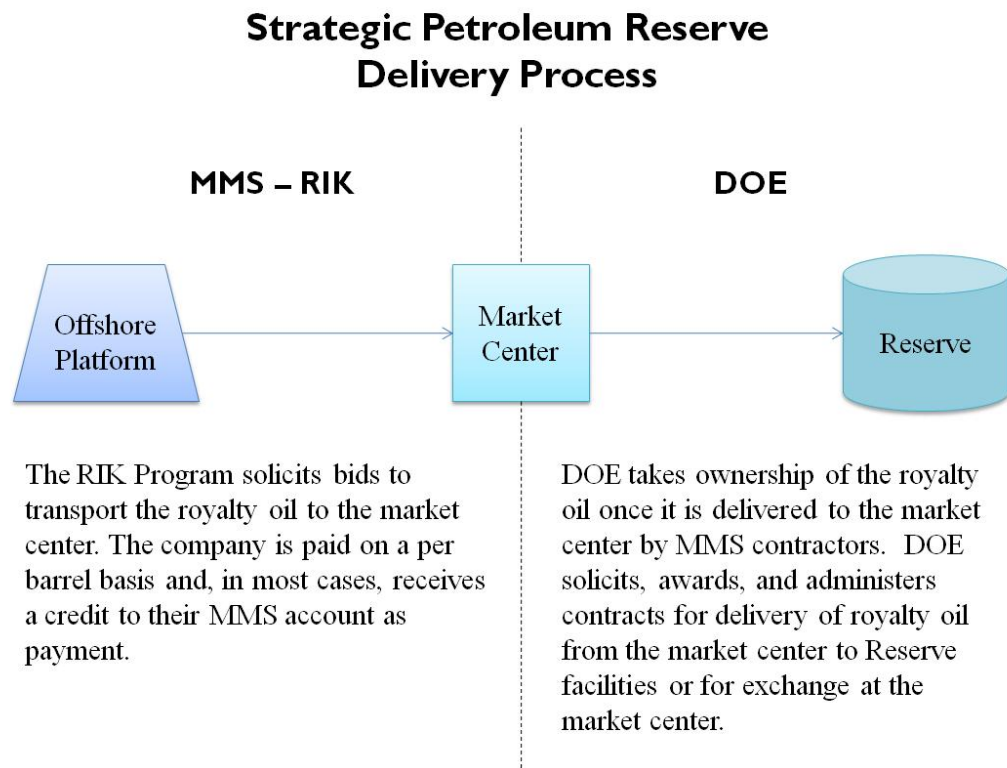 Strategic Petroleum Reserve
Delivery Process
MMS – RIK
DOE
Offshore
Platform
Market
Center
Reserve
The RIK Program solicits bids to
transport the royalty oil to the market
center. The company is paid on a per
barrel basis and, in most cases, receives
a credit to their MMS account as
payment.
DOE takes ownership of the royalty
oil once it is delivered to the market
center by MMS contractors.  DOE
solicits, awards, and administers
contracts for delivery of royalty oil
from the market center to Reserve
facilities or for exchange at the
market center.